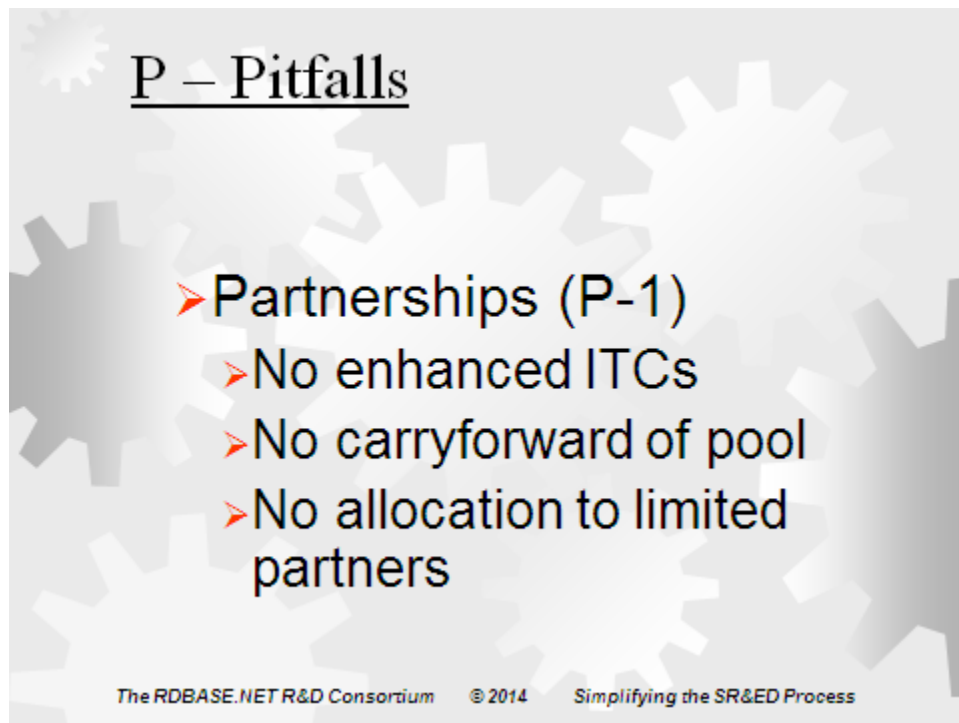 P – Pitfalls
Partnerships (P-1)
No enhanced ITCs
No carryforward of pool
No allocation to limited
partners
The RDBASE.NET R&D Consortium © 2014 Simplifying the SR&ED Process